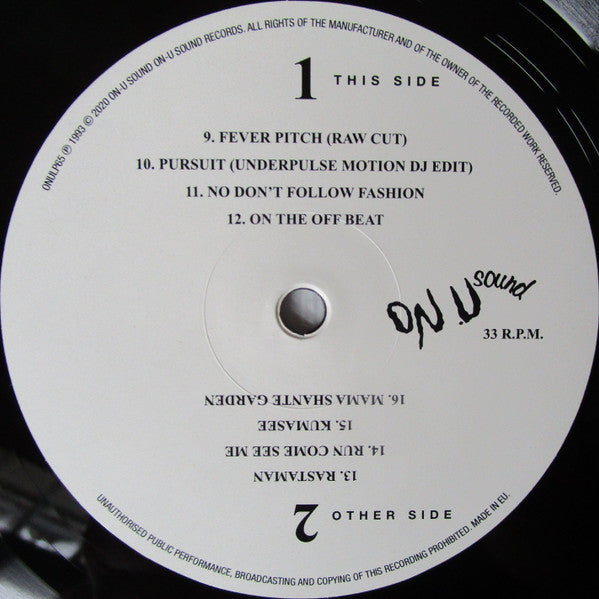 ONULP65 ℗ 1993 © 2020 ON-U SOUND ON-U SOUND RECORDS. ALL RIGHTS OF THE MANUFACTURER AND OF THE OWNER OF THE RECORDED WORK RESERVED.
1 THIS SIDE
9. FEVER PITCH (RAW CUT)
10. PURSUIT (UNDERPULSE MOTION DJ EDIT)
11. NO DON'T FOLLOW FASHION
12. ON THE OFF BEAT
ON.U sound
33 R.P.M.
16. MAMA SHANTE GARDEN
15. KUMASEE
14. RUN COME SEE ME
13. RASTAMAN
2 OTHER SIDE
UNAUTHORISED PUBLIC PERFORMANCE, BROADCASTING AND COPYING OF THIS RECORDING PROHIBITED. MADE IN EU.